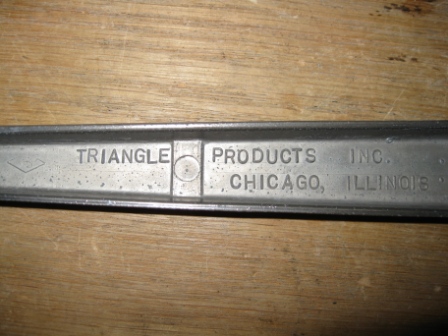 TRIANGLE PRODUCTS INC.
CHICAGO, ILLINOIS